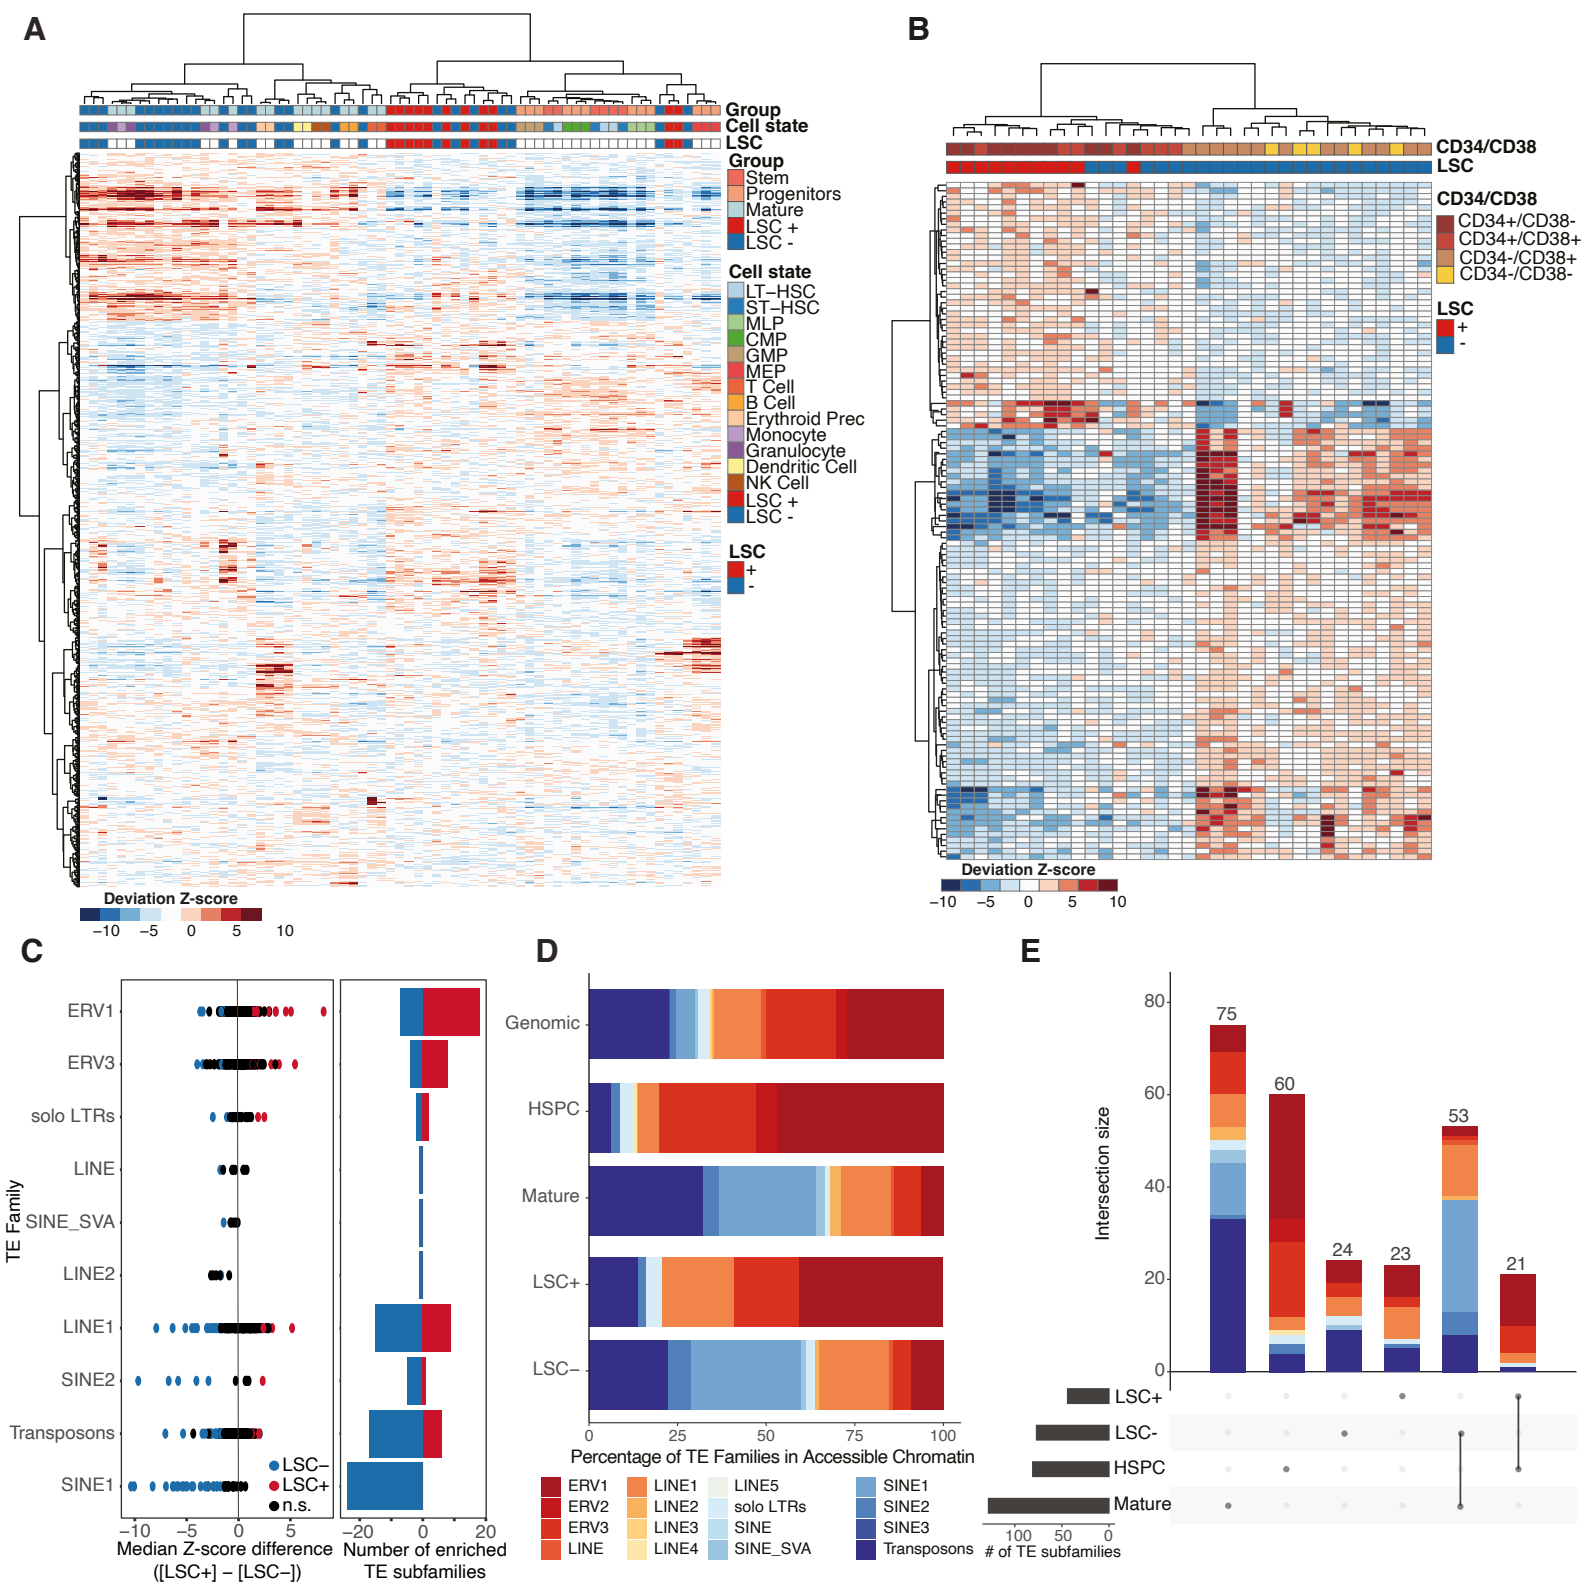 A
Group
Cell state
LSC
Group
Stem
Progenitors
Mature
LSC +
LSC -
Cell state
LT-HSC
ST-HSC
MLP
CMP
GMP
MEP
T Cell
B Cell
Erythroid Prec
Monocyte
Granulocyte
Dendritic Cell
NK Cell
LSC +
LSC -
LSC
+
-
Deviation Z-score
-10 -5 0 5 10
B
CD34/CD38
LSC
CD34/CD38
CD34+/CD38-
CD34+/CD38+
CD34-/CD38+
CD34-/CD38-
LSC
+
-
Deviation Z-score
-10 -5 0 5 10
C
TE Family
ERV1
ERV3
solo LTRs
LINE
SINE_SVA
LINE2
LINE1
SINE2
Transposons
SINE1
LSC-
LSC+
n.s.
-10 -5 0 5
Median Z-score difference
([LSC+] - [LSC-])
-20 0 20
Number of enriched
TE subfamilies
D
Genomic
HSPC
Mature
LSC+
LSC-
0 25 50 75 100
Percentage of TE Families in Accessible Chromatin
ERV1 LINE1 LINE5 SINE1
ERV2 LINE2 solo LTRs SINE2
ERV3 LINE3 SINE SINE3
LINE LINE4 SINE_SVA Transposons
E
Intersection size
80
60
40
20
0
75
60
24
23
53
21
LSC+
LSC-
HSPC
Mature
100 50 0
# of TE subfamilies